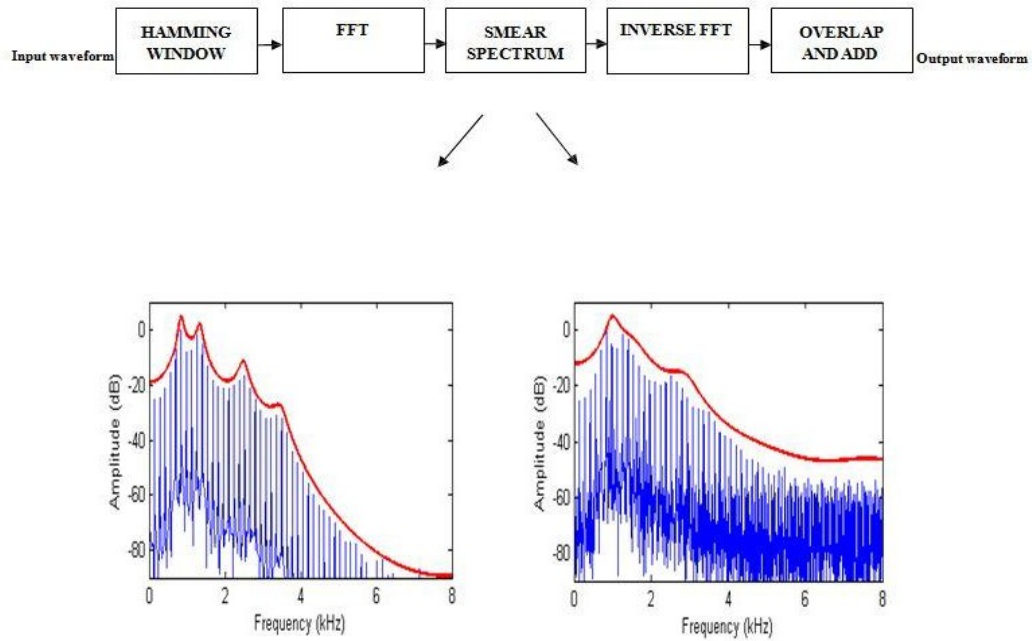 Input waveform
HAMMING
WINDOW
FFT
SMEAR
SPECTRUM
INVERSE FFT
OVERLAP
AND ADD
Output waveform
Amplitude (dB)
0
-20
-40
-60
-80
0 2 4 6 8
Frequency (kHz)
Amplitude (dB)
0
-20
-40
-60
-80
0 2 4 6 8
Frequency (kHz)